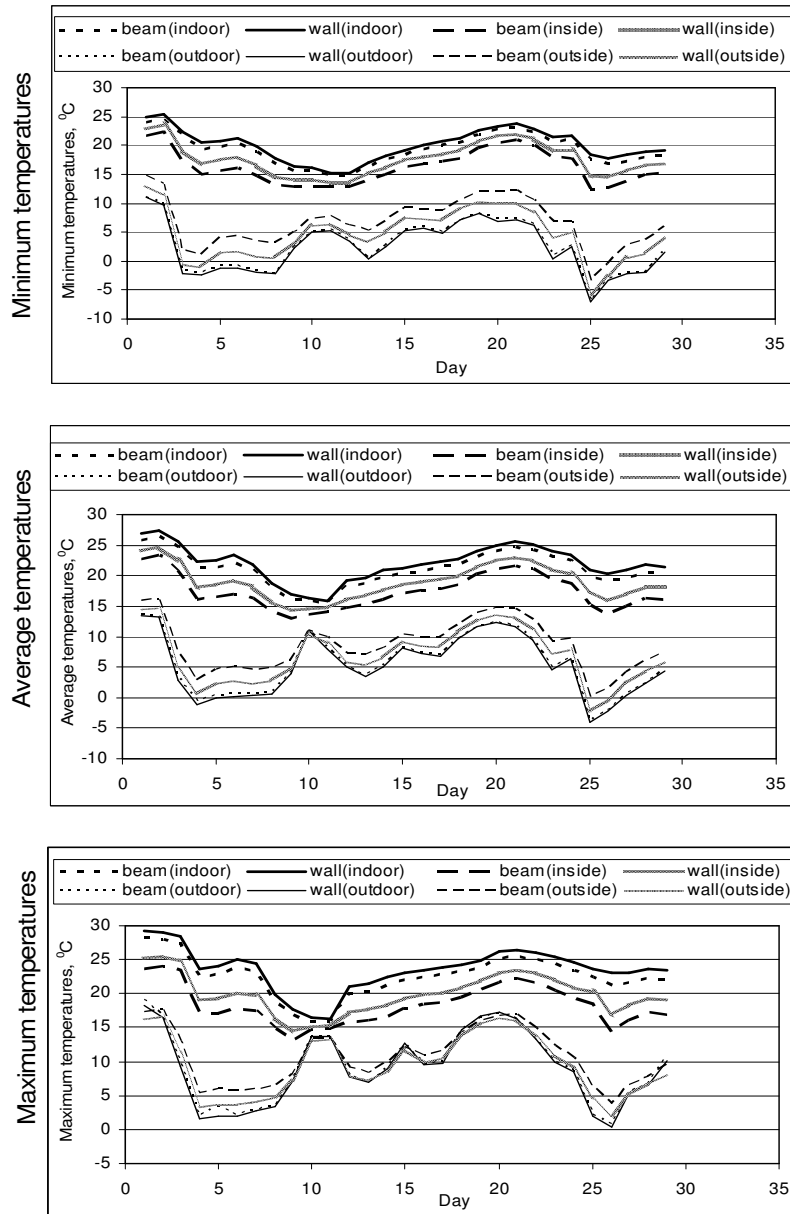 Minimum temperatures
beam(indoor) wall(indoor) beam(inside) wall(inside)
beam(outdoor) wall(outdoor) beam(outside) wall(outside)
Minimum temperatures, ⁰C
30
25
20
15
10
5
0
-5
-10
0 5 10 15 20 25 30 35
Day
Average temperatures
beam(indoor) wall(indoor) beam(inside) wall(inside)
beam(outdoor) wall(outdoor) beam(outside) wall(outside)
Average temperatures, ⁰C
30
25
20
15
10
5
0
-5
-10
0 5 10 15 20 25 30 35
Day
Maximum temperatures
beam(indoor) wall(indoor) beam(inside) wall(inside)
beam(outdoor) wall(outdoor) beam(outside) wall(outside)
Maximum temperatures, ⁰C
30
25
20
15
10
5
0
-5
0 5 10 15 20 25 30 35
Day